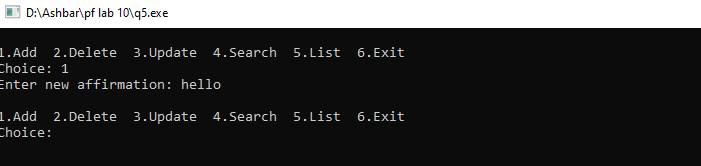 D:\Ashbar\pf lab 10\q5.exe
1.Add  2.Delete  3.Update  4.Search  5.List  6.Exit
Choice: 1
Enter new affirmation: hello
1.Add  2.Delete  3.Update  4.Search  5.List  6.Exit
Choice: